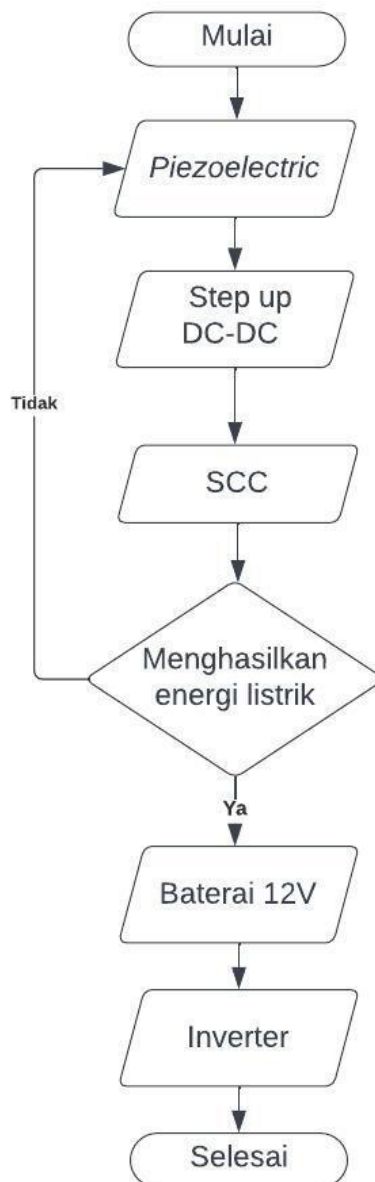 Mulai
Piezoelectric
Step up
DC-DC
Tidak
SCC
Menghasilkan
energi listrik
Ya
Baterai 12V
Inverter
Selesai